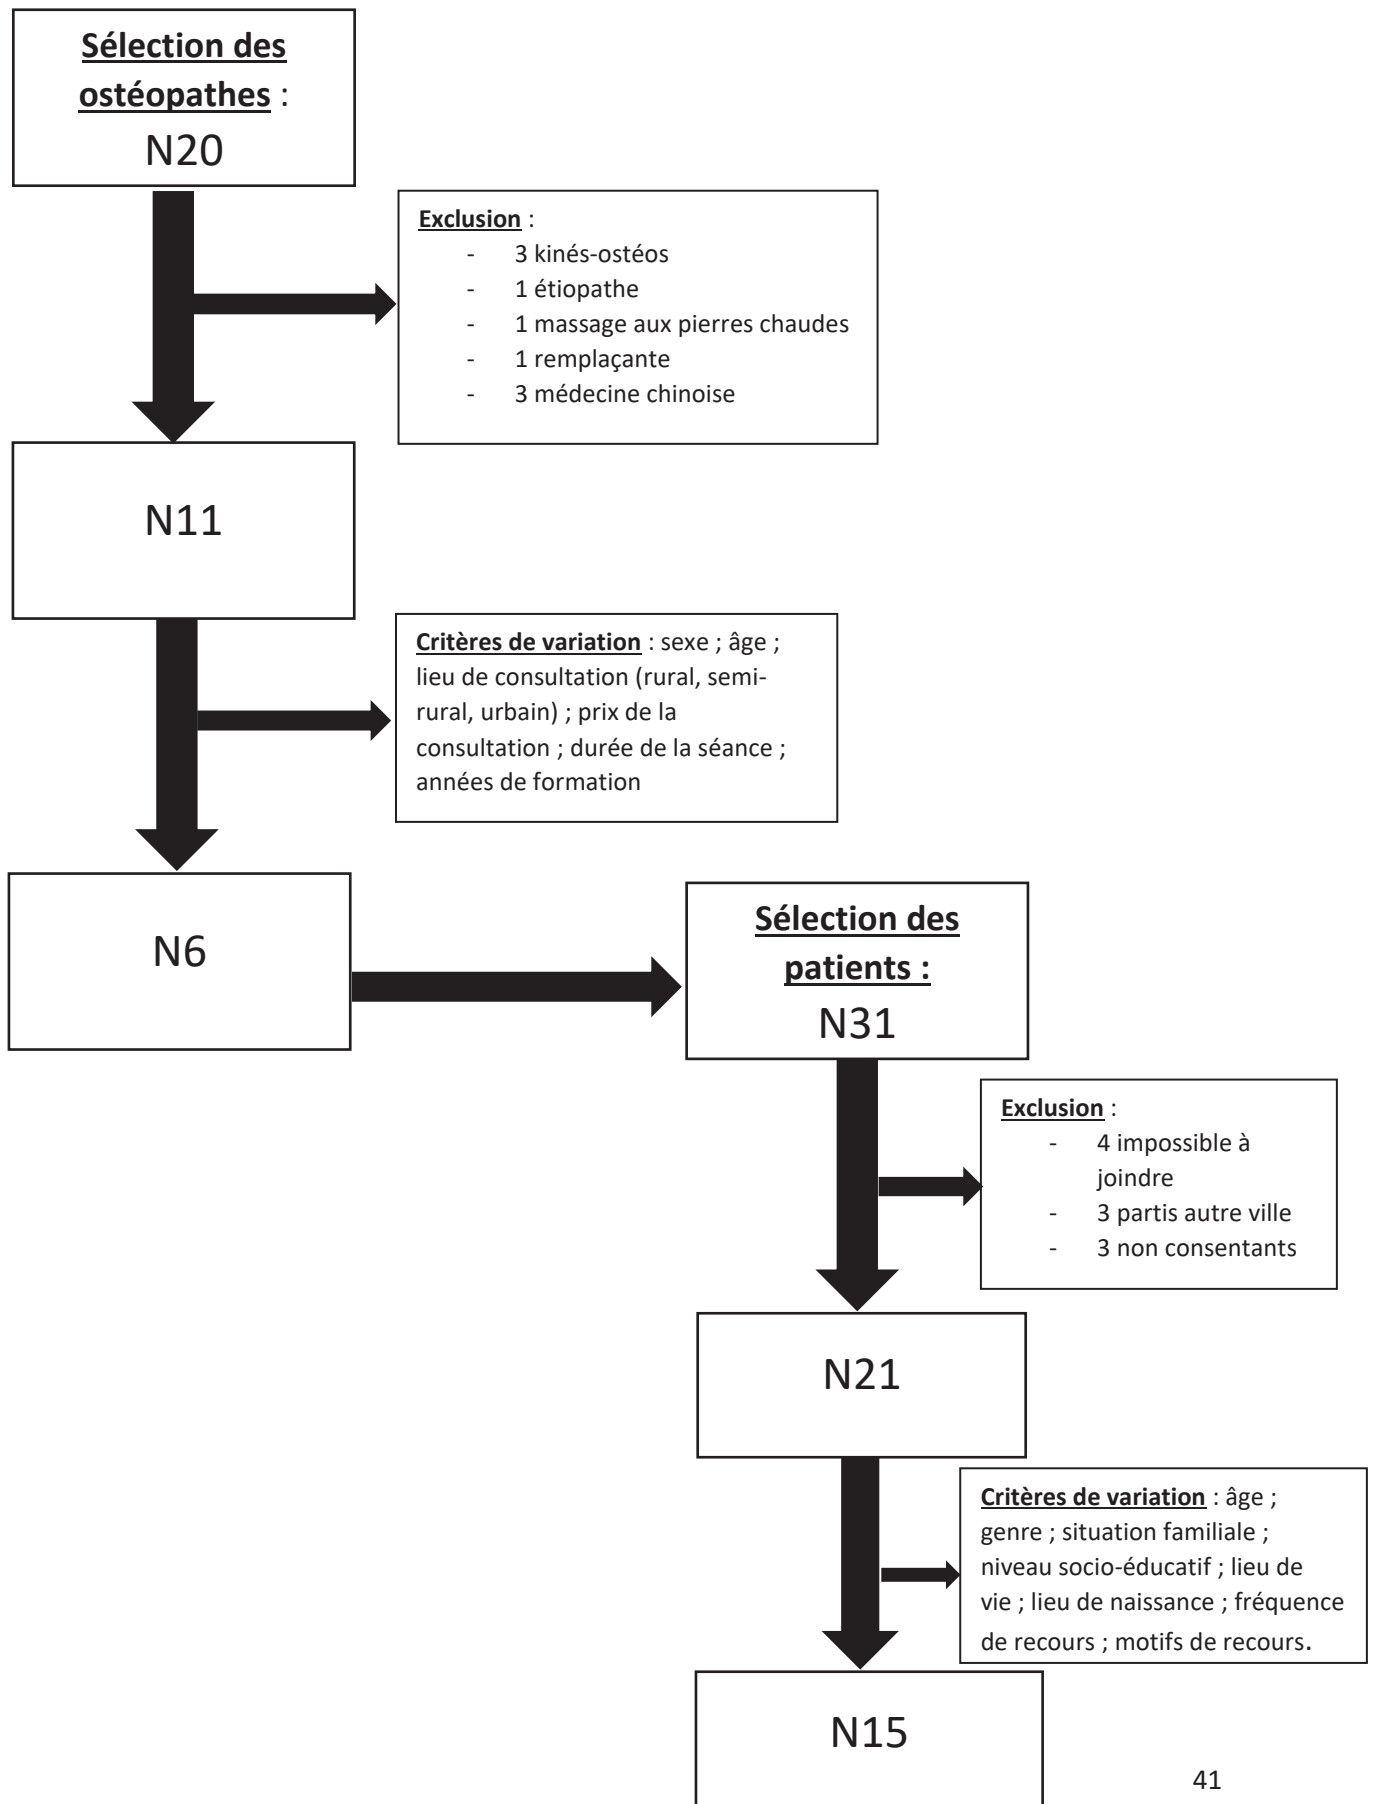 Sélection des
ostéopathes :
N20
Exclusion :
- 3 kinés-ostéos
- 1 étiopathe
- 1 massage aux pierres chaudes
- 1 remplaçante
- 3 médecine chinoise
N11
Critères de variation : sexe ; âge ;
lieu de consultation (rural, semi-
rural, urbain) ; prix de la
consultation ; durée de la séance ;
années de formation
N6
Sélection des
patients :
N31
Exclusion :
- 4 impossible à
joindre
- 3 partis autre ville
- 3 non consentants
N21
Critères de variation : âge ;
genre ; situation familiale ;
niveau socio-éducatif ; lieu de
vie ; lieu de naissance ; fréquence
de recours ; motifs de recours.
N15
41